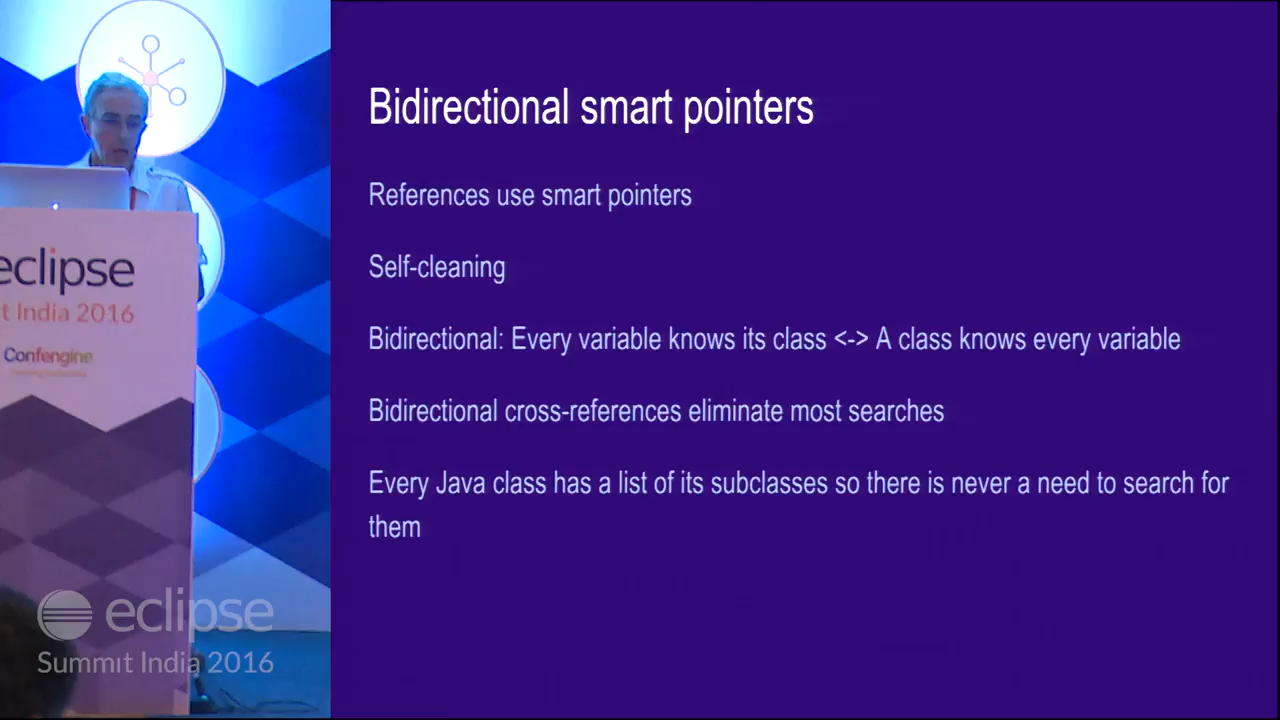 Bidirectional smart pointers
References use smart pointers
Self-cleaning
Bidirectional: Every variable knows its class <-> A class knows every variable
Bidirectional cross-references eliminate most searches
Every Java class has a list of its subclasses so there is never a need to search for
them
eclipse
t India 2016
Confengine
eclipse
Summit India 2016